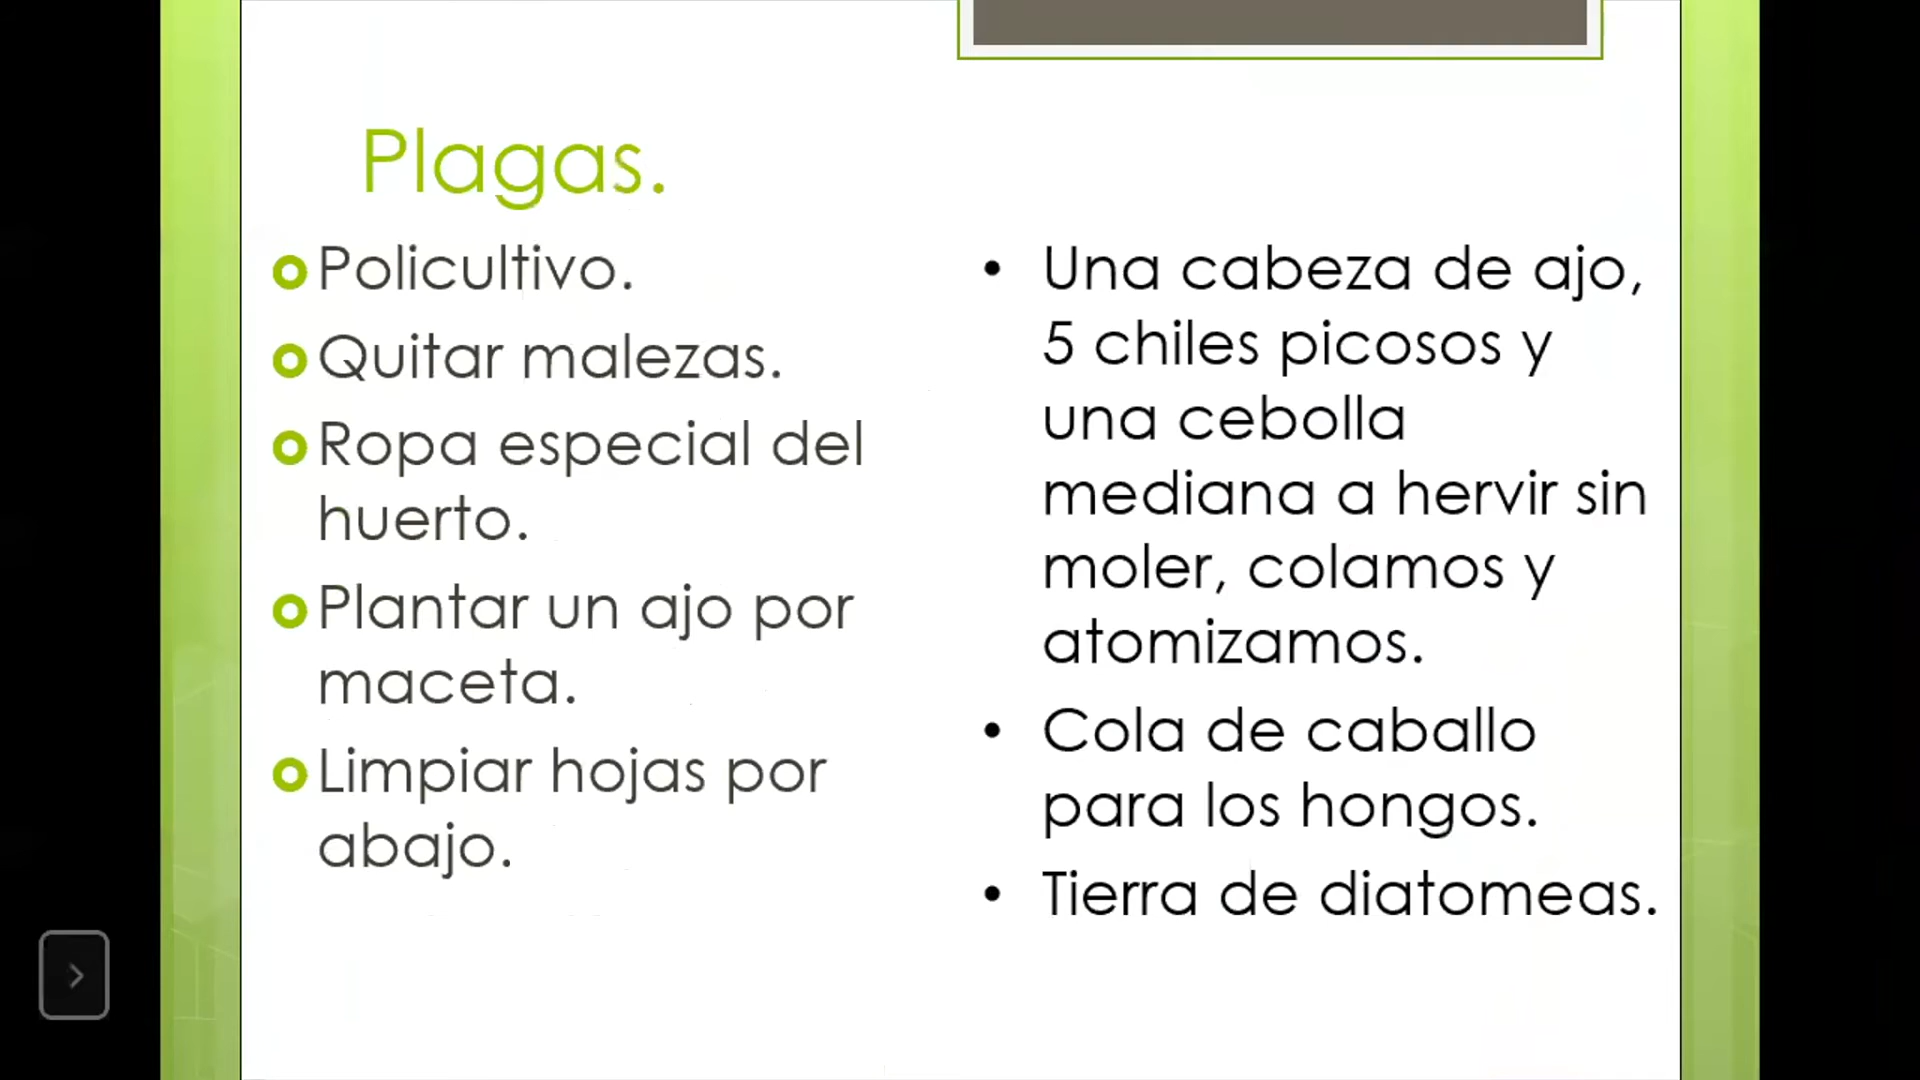 Plagas.
Policultivo.
Quitar malezas.
Ropa especial del
huerto.
Plantar un ajo por
maceta.
Limpiar hojas por
abajo.
• Una cabeza de ajo,
5 chiles picosos y
una cebolla
mediana a hervir sin
moler, colamos y
atomizamos.
• Cola de caballo
para los hongos.
• Tierra de diatomeas.